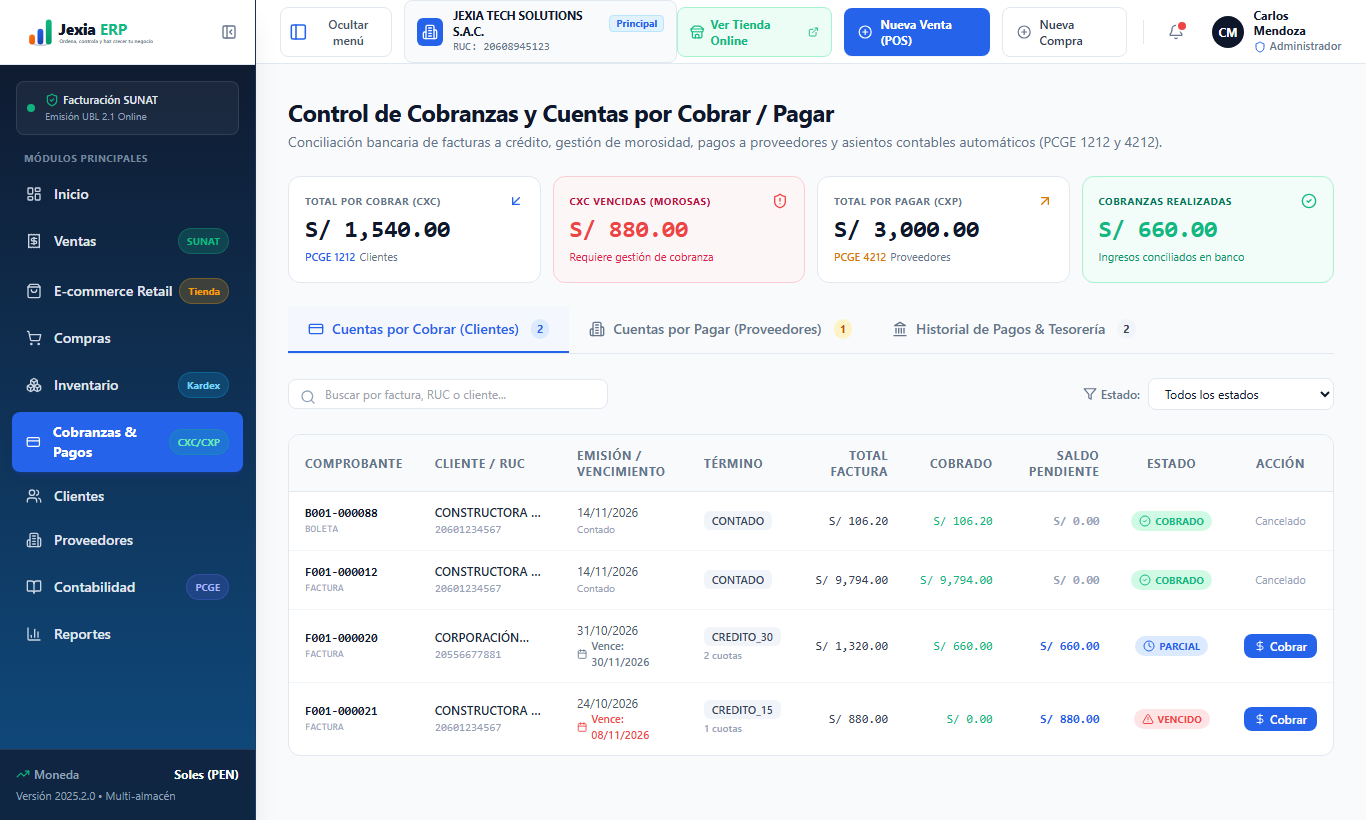 Jexia ERP
Ordena, controla y haz crecer tu negocio
Facturación SUNAT
Emisión UBL 2.1 Online
MÓDULOS PRINCIPALES
Inicio
Ventas SUNAT
E-commerce Retail Tienda
Compras
Inventario Kardex
Cobranzas &
Pagos
CXC/CXP
Clientes
Proveedores
Contabilidad PCGE
Reportes
Moneda Soles (PEN)
Versión 2025.2.0 • Multi-almacén
Ocultar
menú
JEXIA TECH SOLUTIONS
S.A.C.
RUC: 20608945123
Principal
Ver Tienda
Online
Nueva Venta
(POS)
Nueva
Compra
CM
Carlos
Mendoza
Administrador
Control de Cobranzas y Cuentas por Cobrar / Pagar
Conciliación bancaria de facturas a crédito, gestión de morosidad, pagos a proveedores y asientos contables automáticos (PCGE 1212 y 4212).
TOTAL POR COBRAR (CXC)
S/ 1,540.00
PCGE 1212 Clientes
CXC VENCIDAS (MOROSAS)
S/ 880.00
Requiere gestión de cobranza
TOTAL POR PAGAR (CXP)
S/ 3,000.00
PCGE 4212 Proveedores
COBRANZAS REALIZADAS
S/ 660.00
Ingresos conciliados en banco
Cuentas por Cobrar (Clientes) 2
Cuentas por Pagar (Proveedores) 1
Historial de Pagos & Tesorería 2
Buscar por factura, RUC o cliente...
Estado: Todos los estados
COMPROBANTE
CLIENTE / RUC
EMISIÓN /
VENCIMIENTO
TÉRMINO
TOTAL
FACTURA
COBRADO
SALDO
PENDIENTE
ESTADO
ACCIÓN
B001-000088
BOLETA
CONSTRUCTORA ...
20601234567
14/11/2026
Contado
CONTADO
S/ 106.20
S/ 106.20
S/ 0.00
COBRADO
Cancelado
F001-000012
FACTURA
CONSTRUCTORA ...
20601234567
14/11/2026
Contado
CONTADO
S/ 9,794.00
S/ 9,794.00
S/ 0.00
COBRADO
Cancelado
F001-000020
FACTURA
CORPORACIÓN...
20556677881
31/10/2026
Vence:
30/11/2026
CREDITO_30
2 cuotas
S/ 1,320.00
S/ 660.00
S/ 660.00
PARCIAL
$ Cobrar
F001-000021
FACTURA
CONSTRUCTORA ...
20601234567
24/10/2026
Vence:
08/11/2026
CREDITO_15
1 cuotas
S/ 880.00
S/ 0.00
S/ 880.00
VENCIDO
$ Cobrar